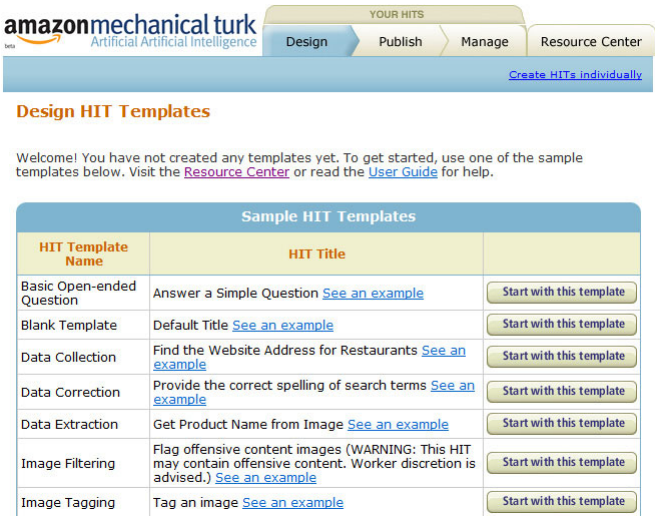 YOUR HITS
amazonmechanical turk
beta
Artificial Artificial Intelligence
Design
Publish
Manage
Resource Center
Create HITs individually
Design HIT Templates
Welcome! You have not created any templates yet. To get started, use one of the sample
templates below. Visit the Resource Center or read the User Guide for help.
Sample HIT Templates
HIT Template
Name
HIT Title
Basic Open-ended
Question
Answer a Simple Question See an example
Start with this template
Blank Template
Default Title See an example
Start with this template
Data Collection
Find the Website Address for Restaurants See an
example
Start with this template
Data Correction
Provide the correct spelling of search terms See an
example
Start with this template
Data Extraction
Get Product Name from Image See an example
Start with this template
Image Filtering
Flag offensive content images (WARNING: This HIT
may contain offensive content. Worker discretion is
advised.) See an example
Start with this template
Image Tagging
Tag an image See an example
Start with this template